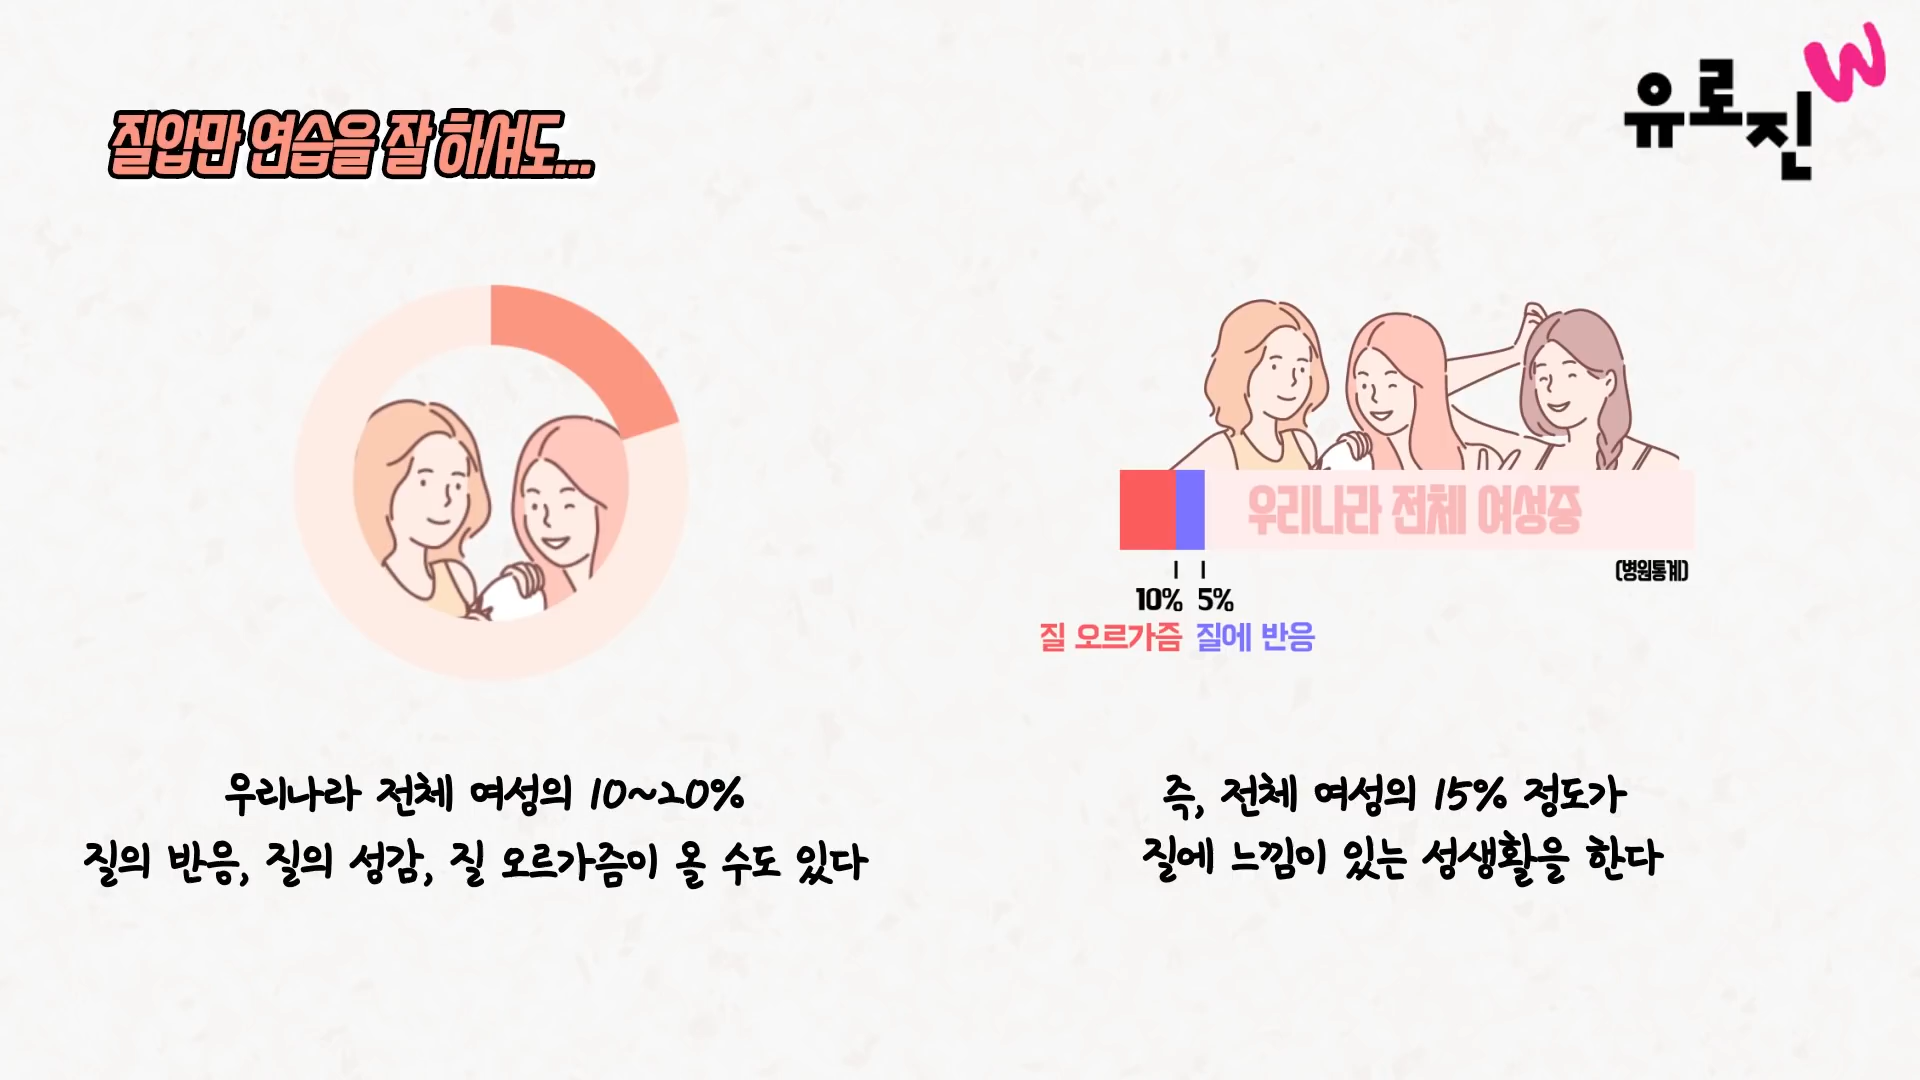 질압만 연습을 잘 하셔도...
유로진W
우리나라 전체 여성중
(병원통계)
10% 5%
질 오르가즘 질에 반응
우리나라 전체 여성의 10~20%
질의 반응, 질의 성감, 질 오르가즘이 올 수도 있다
즉, 전체 여성의 15% 정도가
질에 느낌이 있는 성생활을 한다